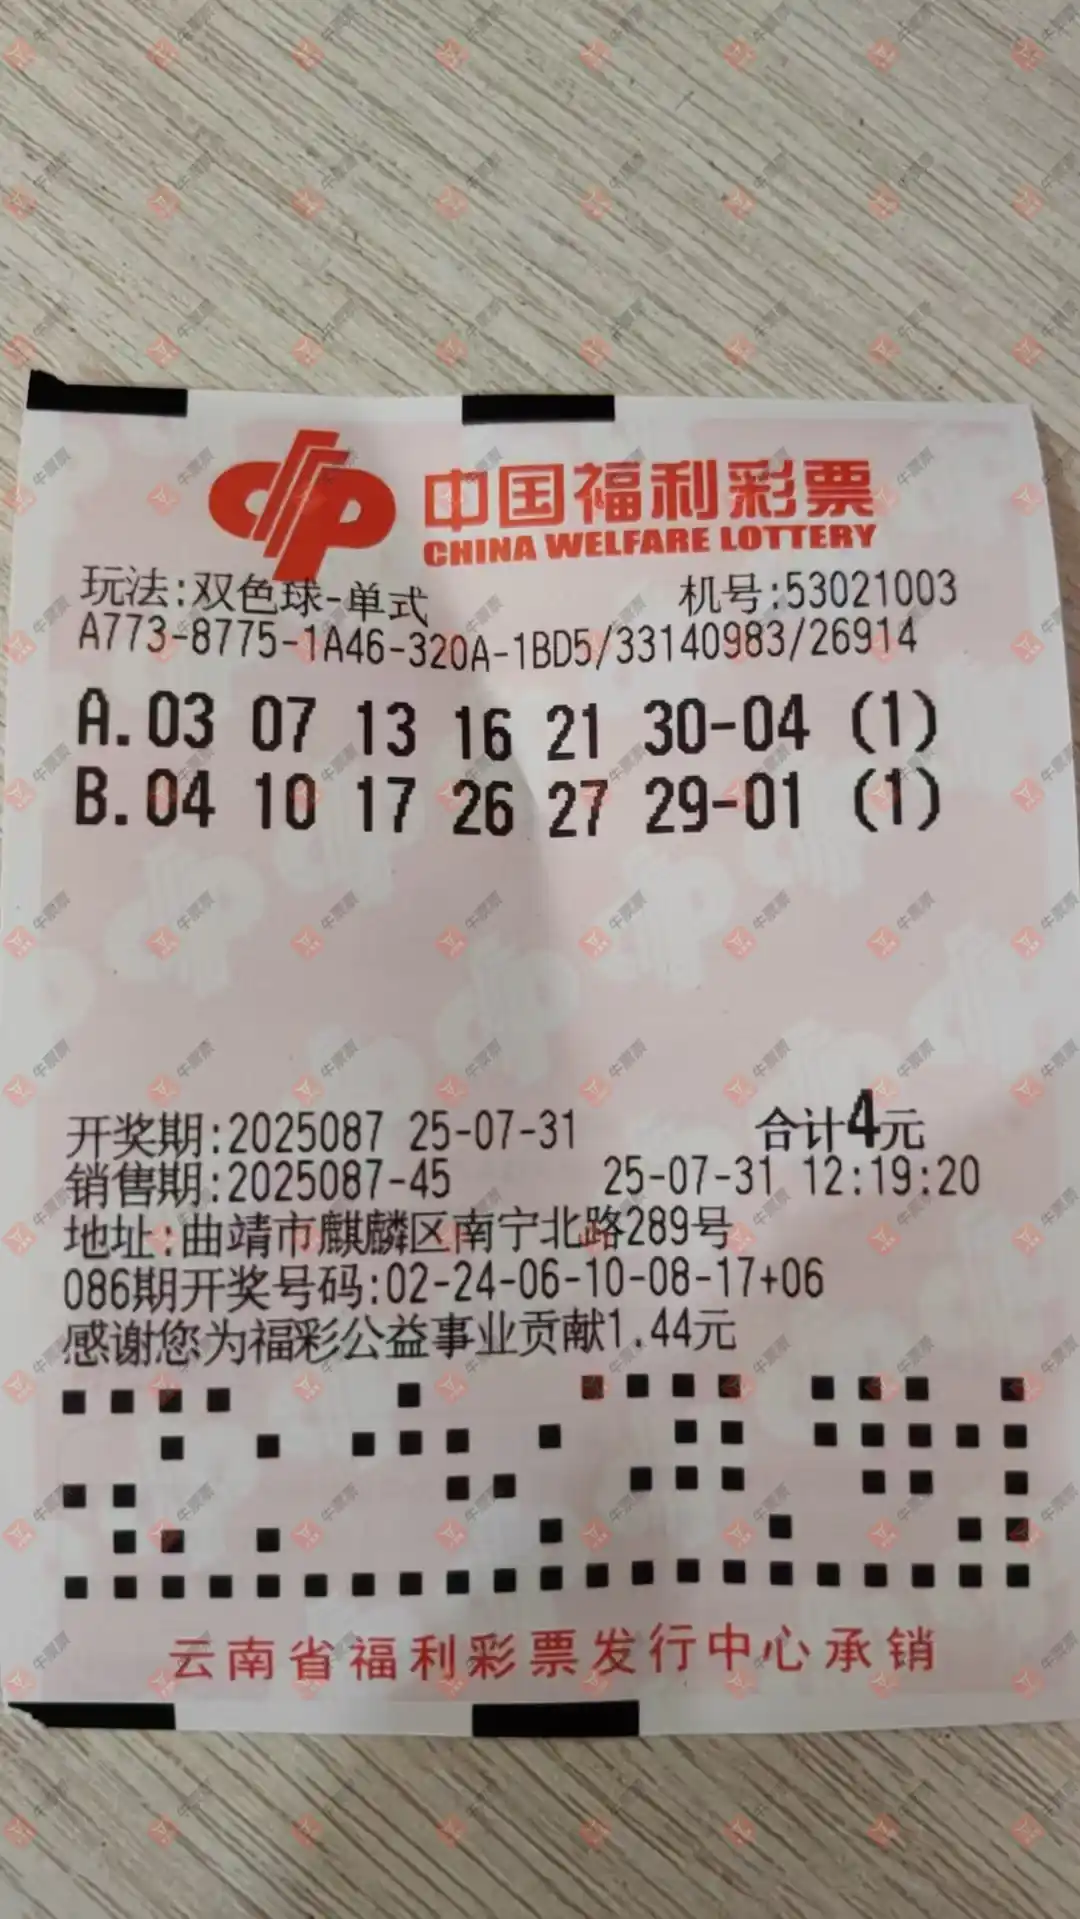 中国福利彩票
CHINA WELFARE LOTTERY
玩法:双色球-单式 机号:53021003
A773-8775-1A46-320A-1BD5/33140983/26914
A.03 07 13 16 21 30-04 (1)
B.04 10 17 26 27 29-01 (1)
开奖期:2025087 25-07-31 合计4元
销售期:2025087-45 25-07-31 12:19:20
地址:曲靖市麒麟区南宁北路289号
086期开奖号码:02-24-06-10-08-17+06
感谢您为福彩公益事业贡献1.44元
云南省福利彩票发行中心承销